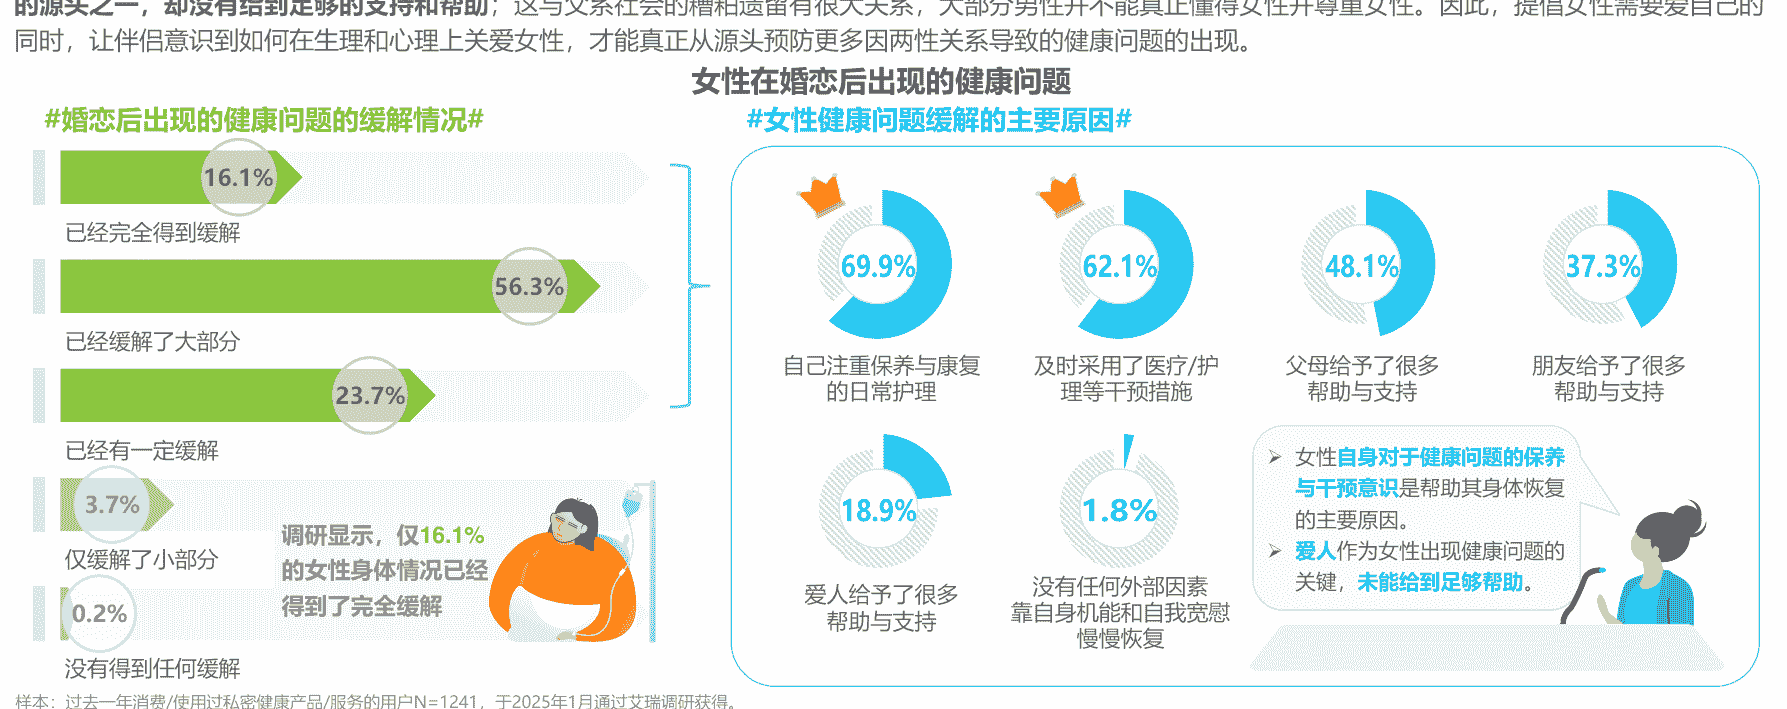 的源头之一，却没有给到足够的支持和帮助；这与父系社会的糟粕遗留有很大关系，大部分男性并不能真正懂得女性并尊重女性。因此，提倡女性需要爱自己的
同时，让伴侣意识到如何在生理和心理上关爱女性，才能真正从源头预防更多因两性关系导致的健康问题的出现。
女性在婚恋后出现的健康问题
#婚恋后出现的健康问题的缓解情况#
16.1%
已经完全得到缓解
56.3%
已经缓解了大部分
23.7%
已经有一定缓解
3.7%
仅缓解了小部分
0.2%
没有得到任何缓解
调研显示，仅16.1%
的女性身体情况已经
得到了完全缓解
#女性健康问题缓解的主要原因#
69.9%
自己注重保养与康复
的日常护理
62.1%
及时采用了医疗/护
理等干预措施
48.1%
父母给予了很多
帮助与支持
37.3%
朋友给予了很多
帮助与支持
18.9%
爱人给予了很多
帮助与支持
1.8%
没有任何外部因素
靠自身机能和自我宽慰
慢慢恢复
➢ 女性自身对于健康问题的保养
与干预意识是帮助其身体恢复
的主要原因。
➢ 爱人作为女性出现健康问题的
关键，未能给到足够帮助。
样本：过去一年消费/使用过私密健康产品/服务的用户N=1241，于2025年1月通过艾瑞调研获得。